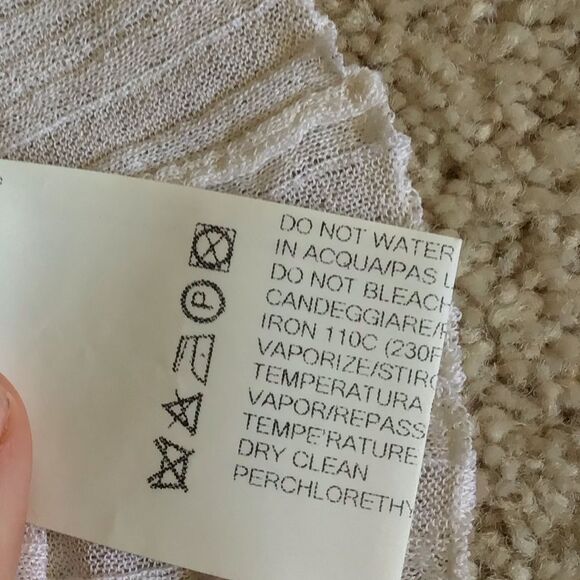 DO NOT WATER
IN ACQUA/PAS L
DO NOT BLEACH
CANDEGGIARE/
IRON 110C (230F
VAPORIZE/STIRO
TEMPERATURA
VAPOR/REPASS
TEMPE'RATURE
DRY CLEAN
PERCHLORETHY
P